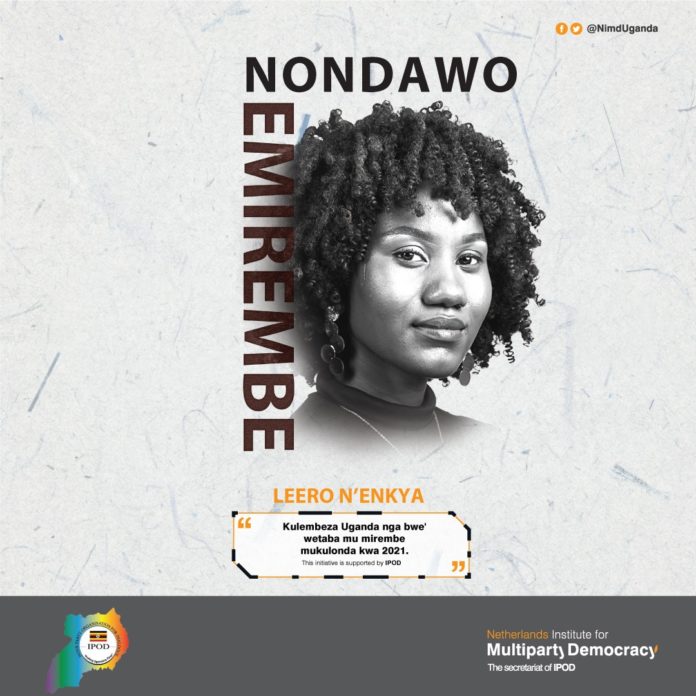 @NimdUganda
NONDAWO
EMIREMBE
LEERO N'ENKYA
“
Kulembeza Uganda nga bwe'
wetaba mu mirembe
mukulonda kwa 2021.
This initiative is supported by IPOD
”
IPOD
Netherlands Institute for
Multiparty Democracy
The secretariat of IPOD